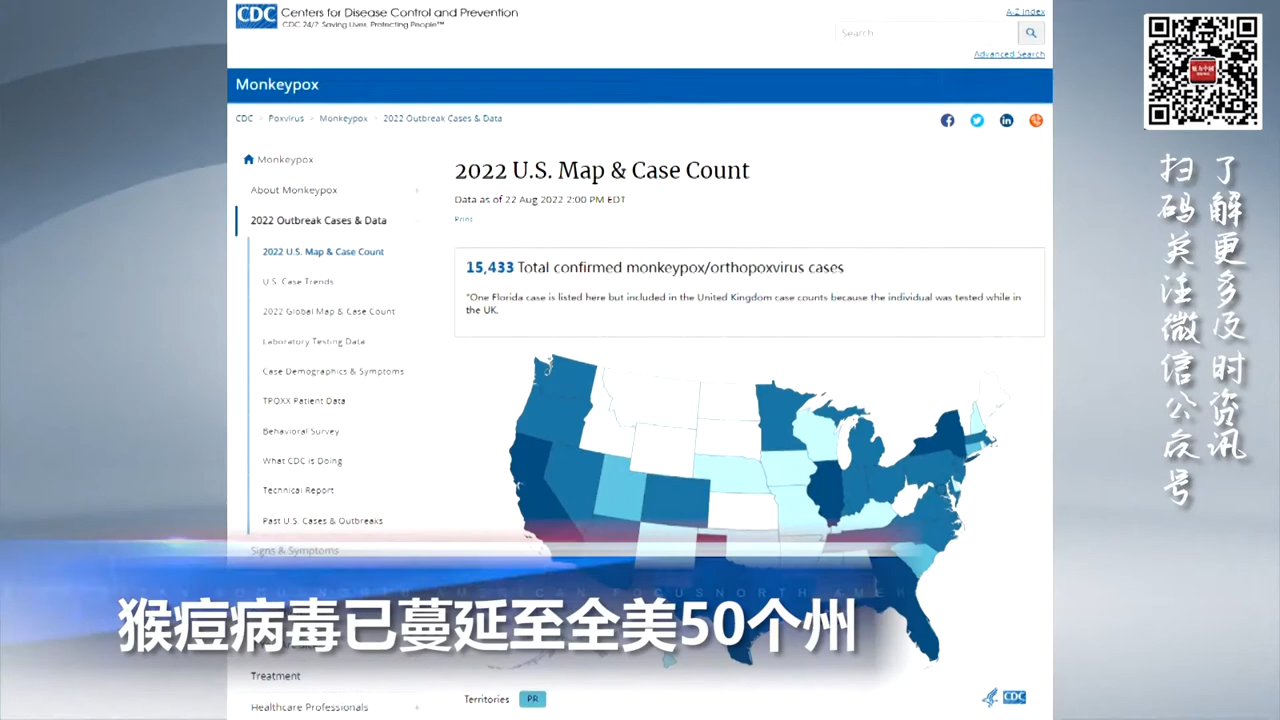 CDC Centers for Disease Control and Prevention
CDC 24/7: Saving Lives. Protecting People™
A-Z Index
Search
Advanced Search
Monkeypox
CDC > Poxvirus > Monkeypox > 2022 Outbreak Cases & Data
Monkeypox
About Monkeypox
2022 Outbreak Cases & Data
2022 U.S. Map & Case Count
U.S. Case Trends
2022 Global Map & Case Count
Laboratory Testing Data
Case Demographics & Symptoms
TPOXX Patient Data
Behavioral Survey
What CDC is Doing
Technical Report
Past U.S. Cases & Outbreaks
Signs & Symptoms
Treatment
Healthcare Professionals
2022 U.S. Map & Case Count
Data as of 22 Aug 2022 2:00 PM EDT
Print
15,433 Total confirmed monkeypox/orthopoxvirus cases
*One Florida case is listed here but included in the United Kingdom case counts because the individual was tested while in
the UK.
Territories PR
CDC
猴痘病毒已蔓延至全美50个州
了解更多及时资讯
扫码关注微信公众号